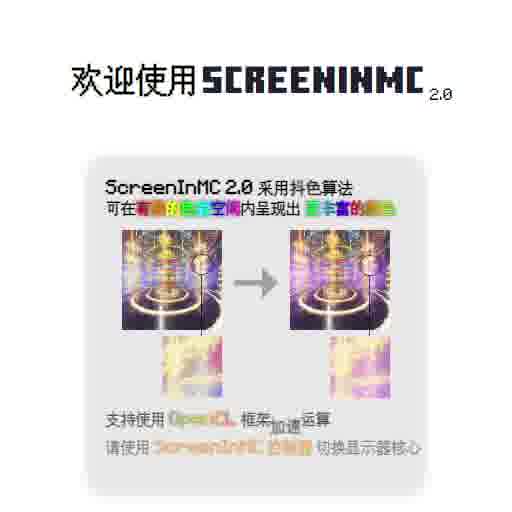 欢迎使用 SCREENINMC 2.0
ScreenInMC 2.0 采用抖色算法
可在有限的显示空间内呈现出 更丰富的颜色
支持使用 OpenCL 框架加速运算
请使用 ScreenInMC 控制器 切换显示器核心